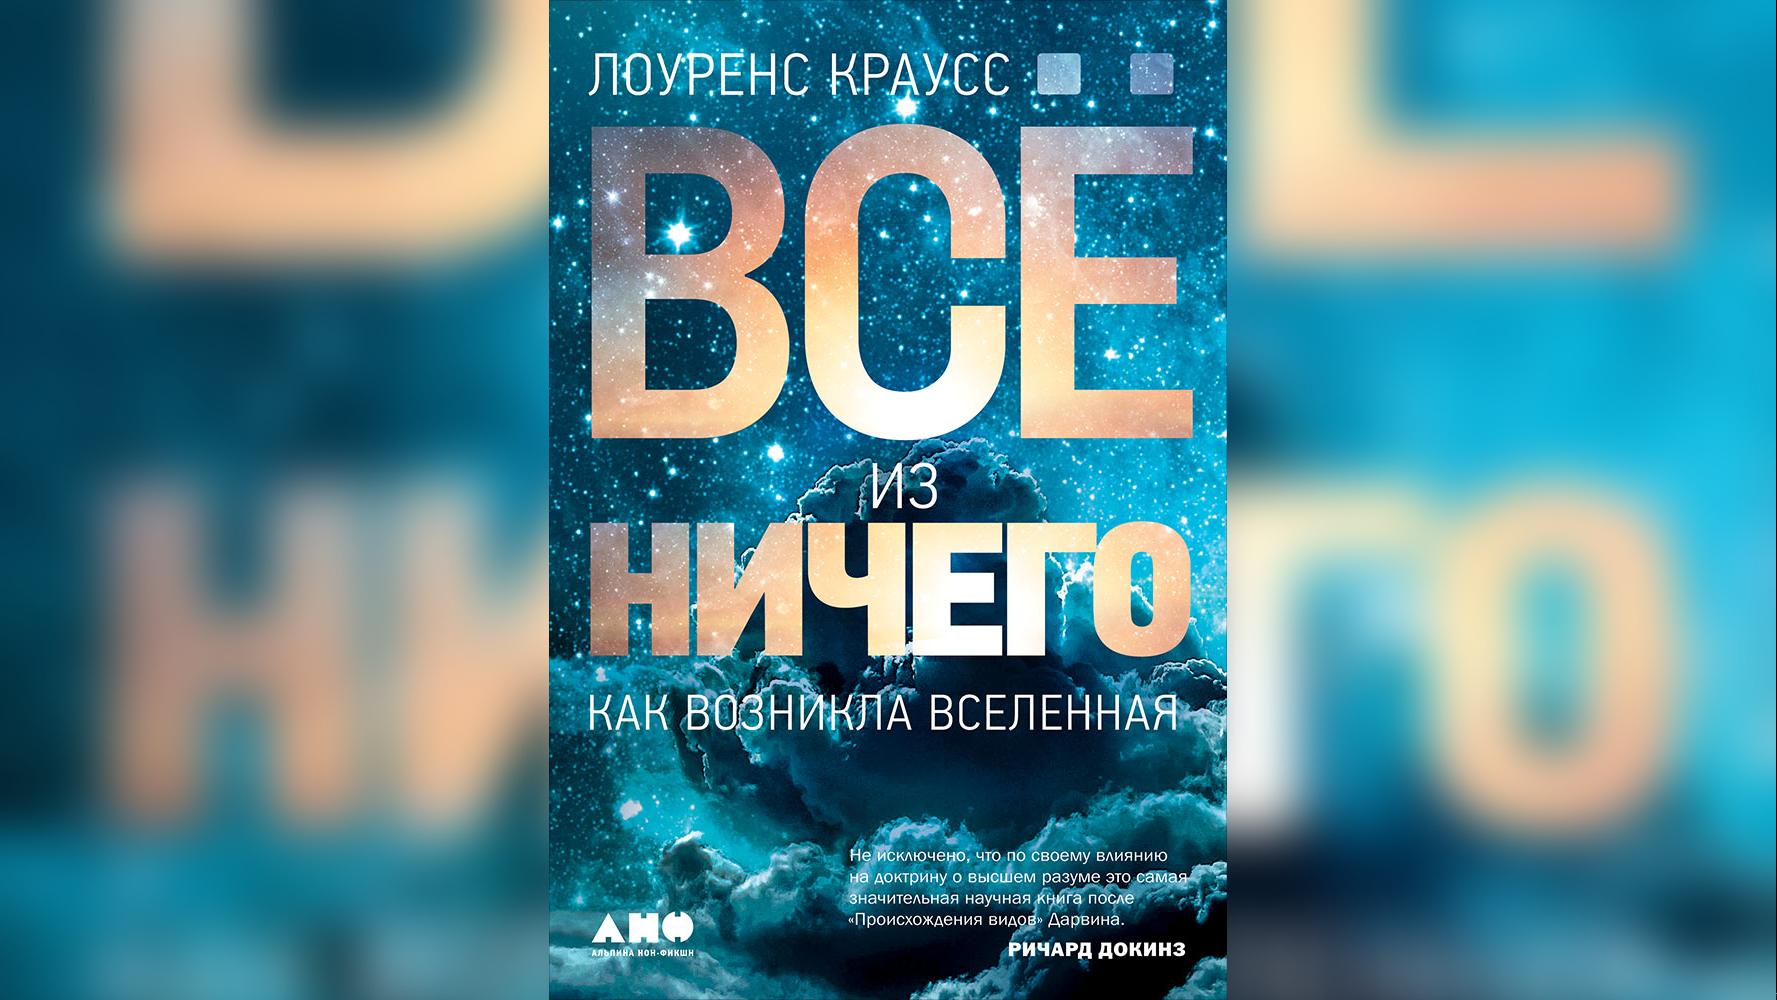 ЛОУРЕНС КРАУСС
ВСЁ
ИЗ
НИЧЕГО
КАК ВОЗНИКЛА ВСЕЛЕННАЯ
Не исключено, что по своему влиянию
на доктрину о высшем разуме это самая
значительная научная книга после
«Происхождения видов» Дарвина.
РИЧАРД ДОКИНЗ
АНФ
АЛЬПИНА НОН-ФИКШН